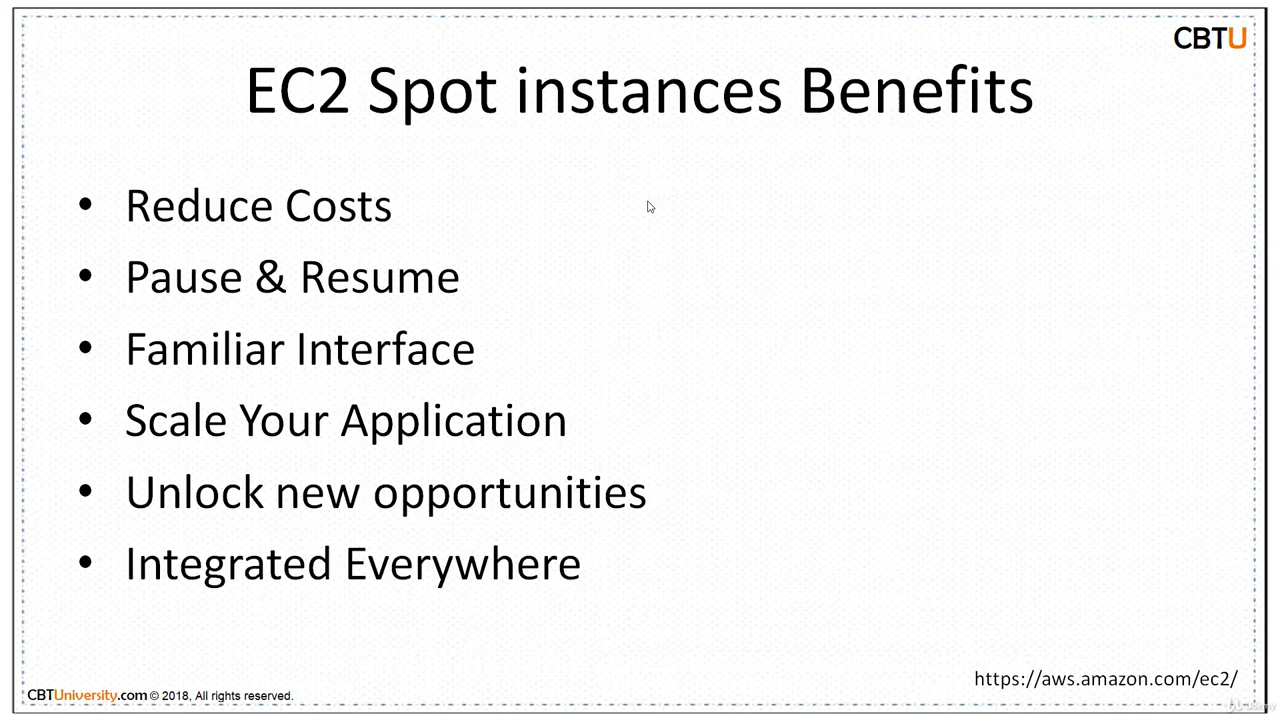 CBTU
EC2 Spot instances Benefits
• Reduce Costs
• Pause & Resume
• Familiar Interface
• Scale Your Application
• Unlock new opportunities
• Integrated Everywhere
https://aws.amazon.com/ec2/
CBTUniversity.com © 2018, All rights reserved.